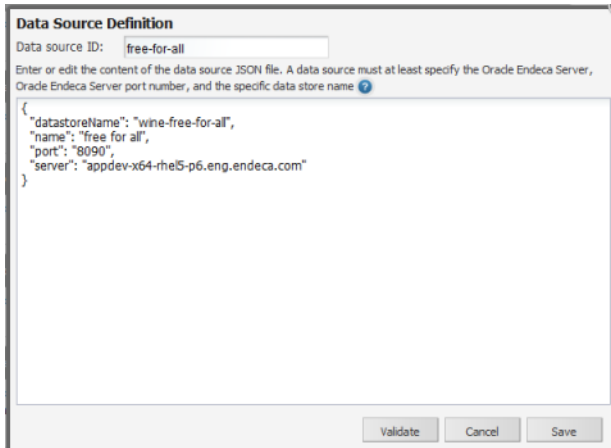 Data Source Definition
Data source ID: free-for-all
Enter or edit the content of the data source JSON file. A data source must at least specify the Orade Endeca Server,
Oracle Endeca Server port number, and the specific data store name ?
{
"datastoreName": "wine-free-for-all",
"name": "free for all",
"port": "8090",
"server": "appdev-x64-rhel5-p6.eng.endeca.com"
}
Validate Cancel Save